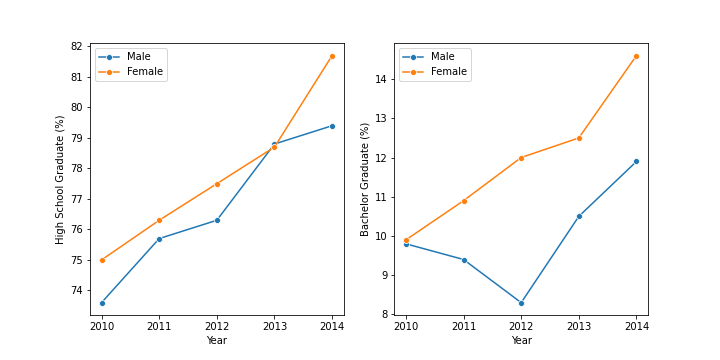 Male
Female
82
81
80
79
78
77
76
75
74
High School Graduate (%)
2010 2011 2012 2013 2014
Year
Male
Female
14
13
12
11
10
9
8
Bachelor Graduate (%)
2010 2011 2012 2013 2014
Year